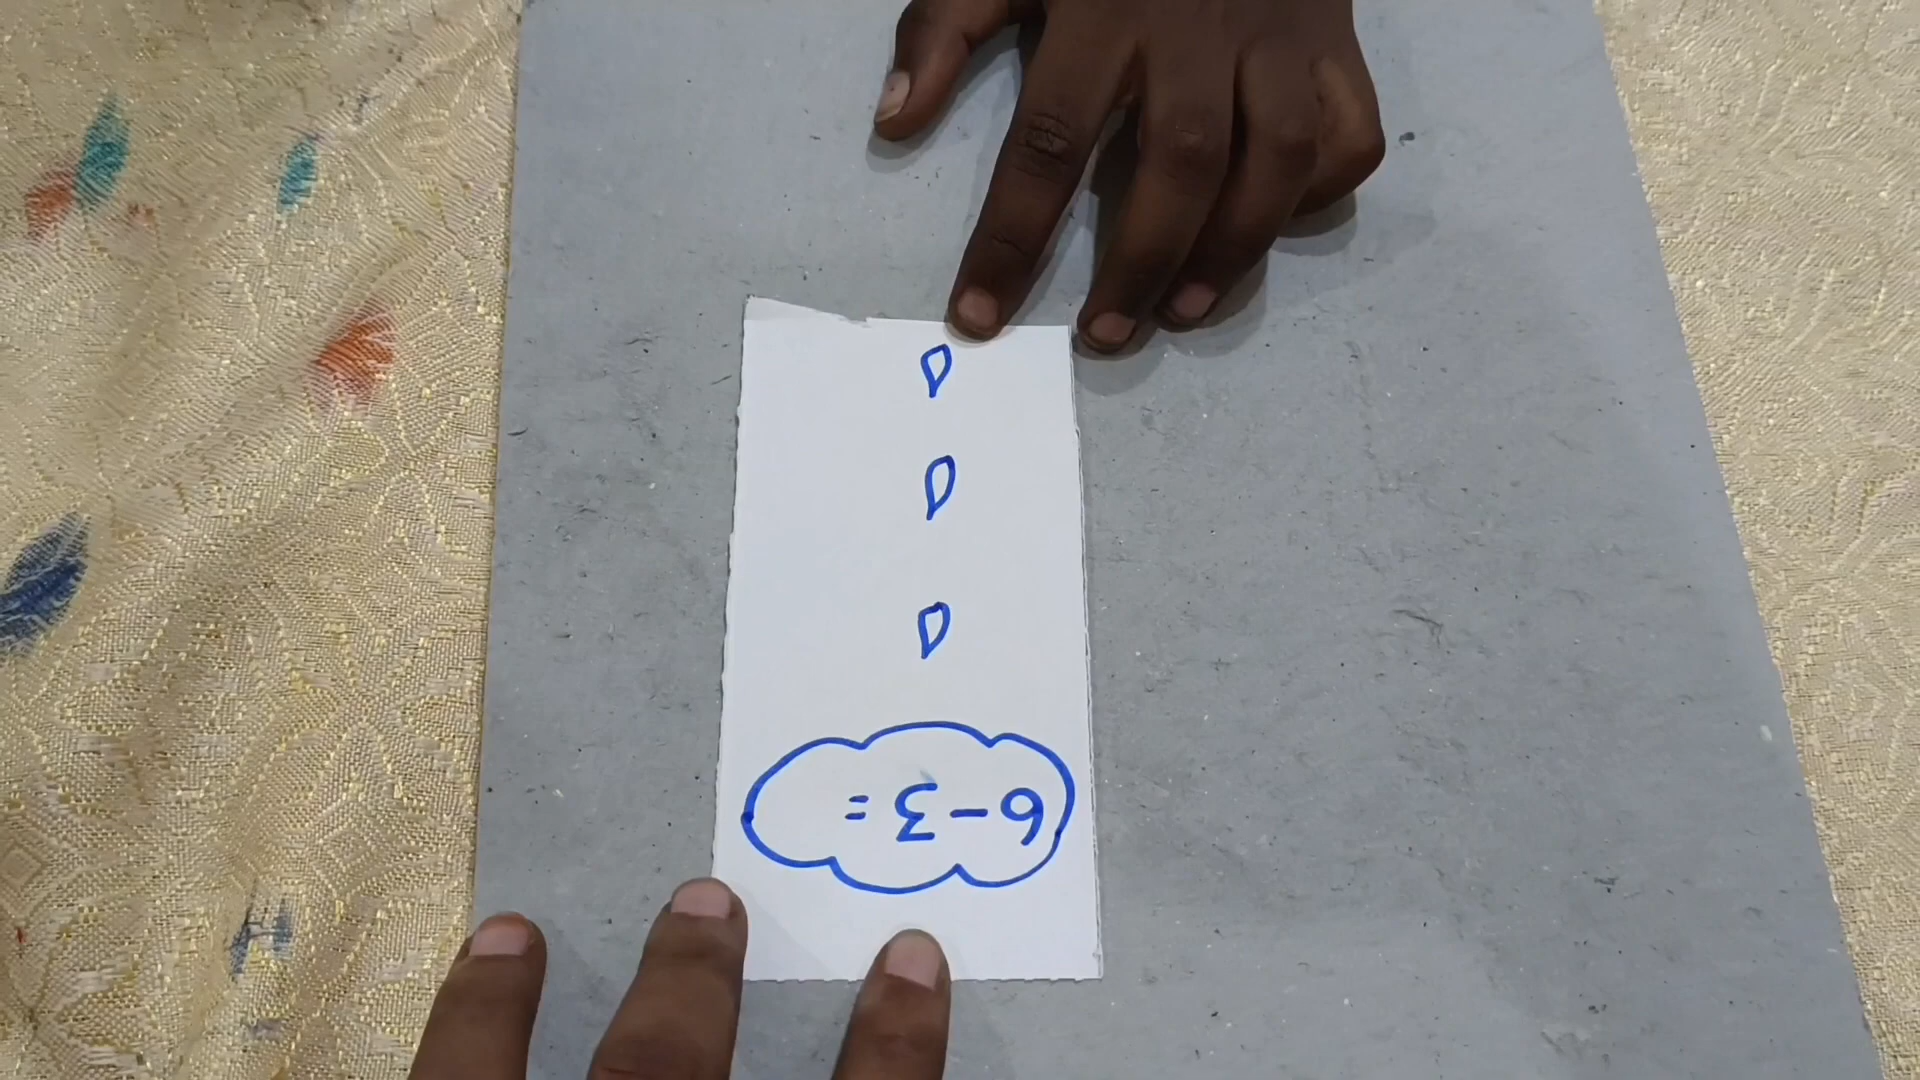 6-3 =